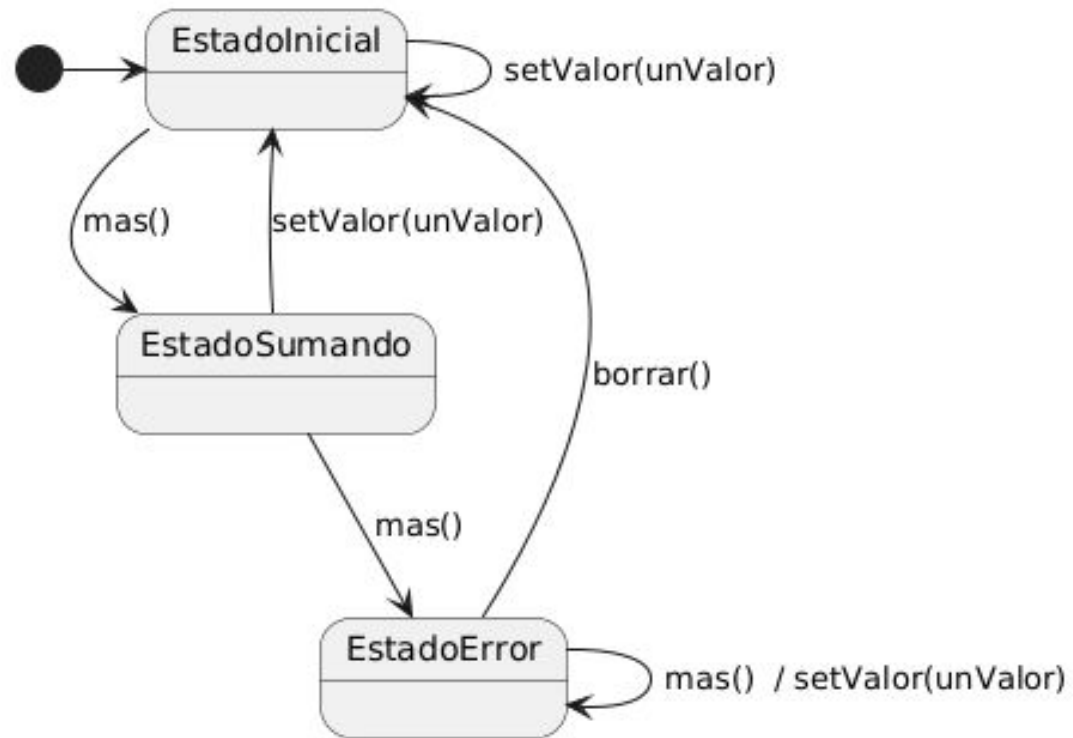 EstadoInicial
setValor(unValor)
mas()
setValor(unValor)
EstadoSumando
borrar()
mas()
EstadoError
mas() / setValor(unValor)